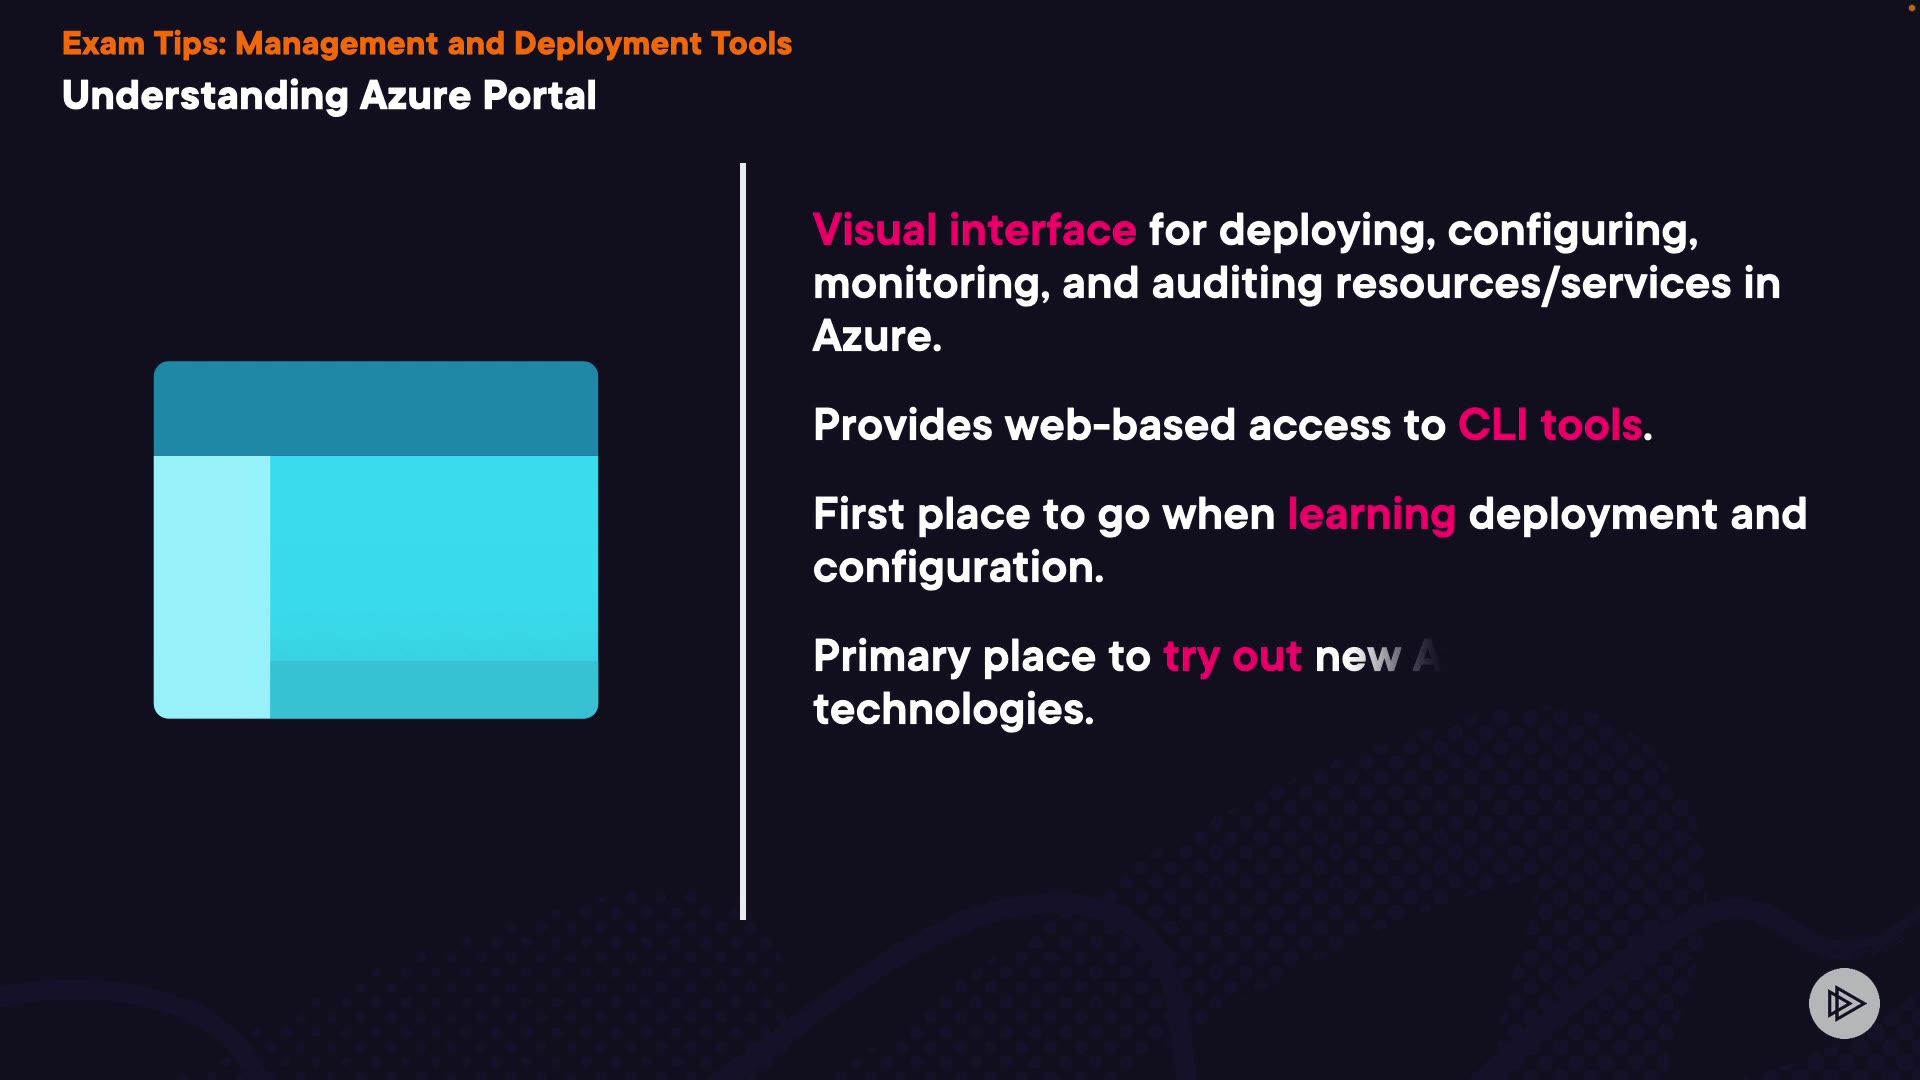 Exam Tips: Management and Deployment Tools
Understanding Azure Portal
Visual interface for deploying, configuring,
monitoring, and auditing resources/services in
Azure.
Provides web-based access to CLI tools.
First place to go when learning deployment and
configuration.
Primary place to try out new A
technologies.